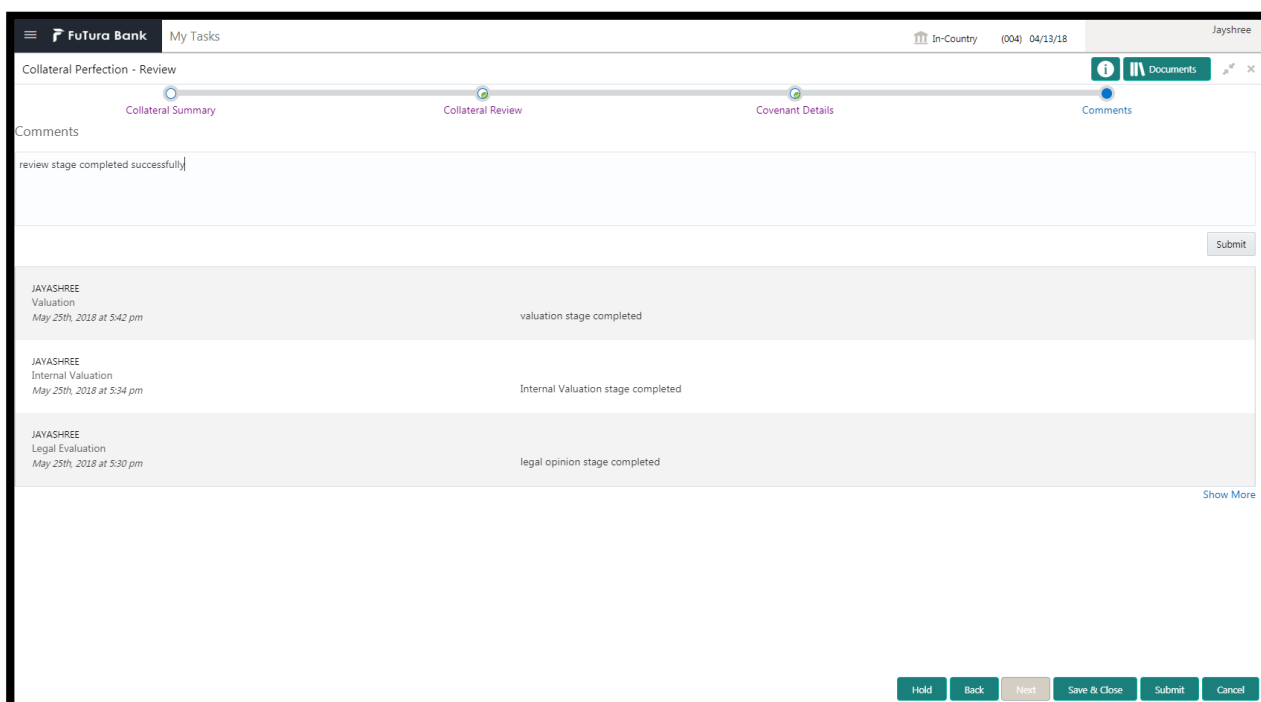 FuTura Bank My Tasks In-Country (004) 04/13/18 Jayshree
Collateral Perfection - Review Documents
Collateral Summary Collateral Review Covenant Details Comments
Comments
review stage completed successfully
Submit
JAYASHREE
Valuation
May 25th, 2018 at 5:42 pm valuation stage completed
JAYASHREE
Internal Valuation
May 25th, 2018 at 5:34 pm Internal Valuation stage completed
JAYASHREE
Legal Evaluation
May 25th, 2018 at 5:30 pm legal opinion stage completed
Show More
Hold Back Next Save & Close Submit Cancel